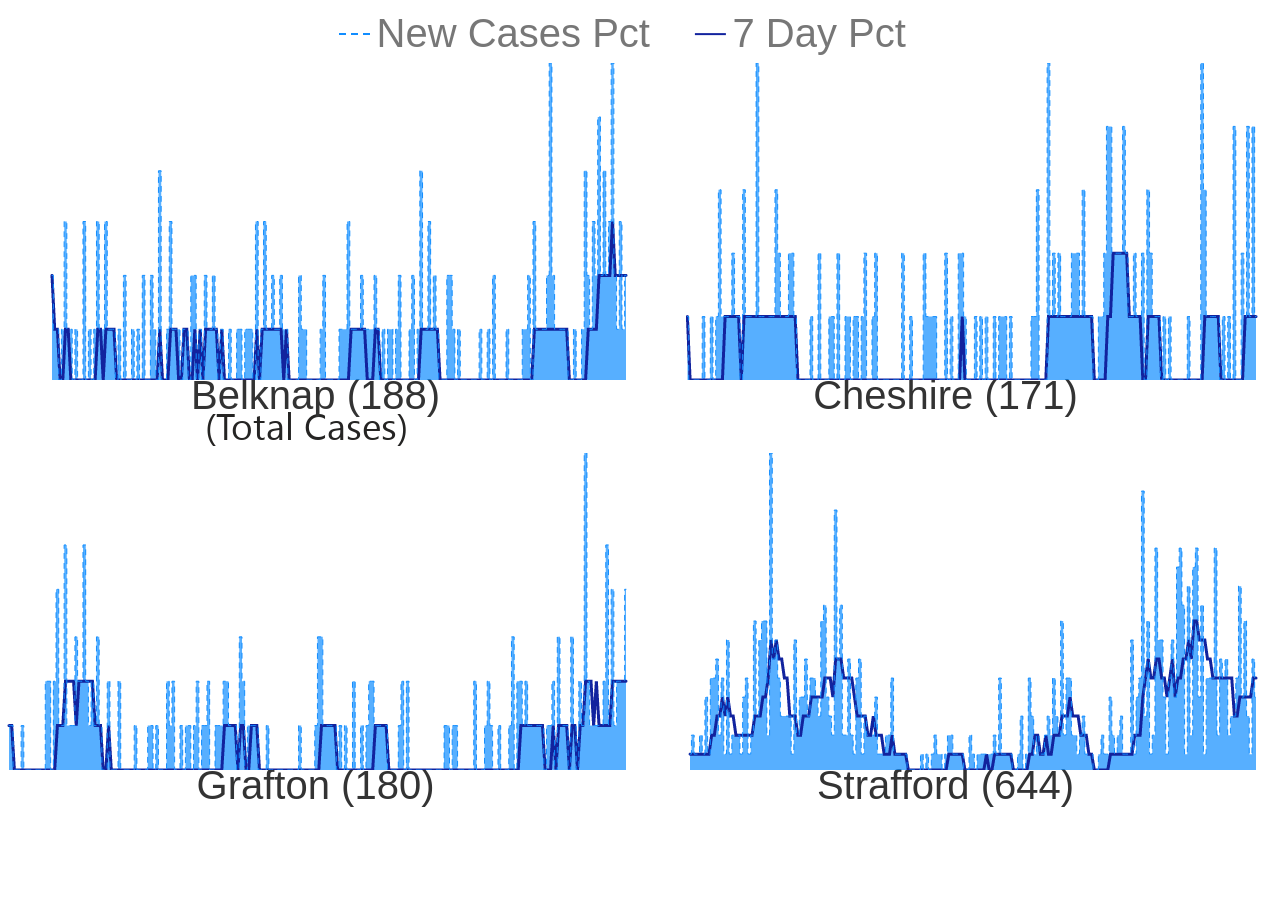 New Cases Pct 7 Day Pct
Belknap (188) Cheshire (171)
(Total Cases)
Grafton (180) Strafford (644)